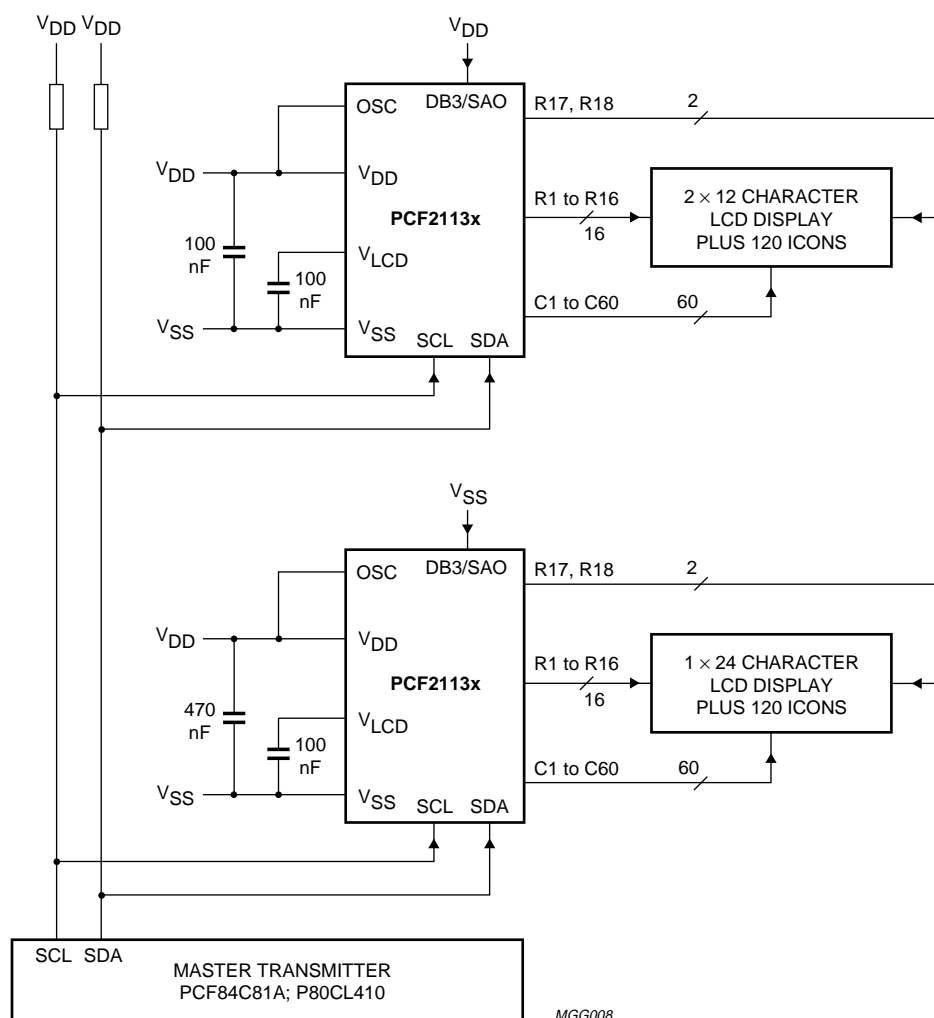 VDD VDD
VDD
OSC
DB3/SAO
R17, R18
2
VDD
VDD
PCF2113x
R1 to R16
16
2 × 12 CHARACTER
LCD DISPLAY
PLUS 120 ICONS
100
nF
VLCD
100
nF
C1 to C60
60
VSS
VSS
SCL SDA
VSS
OSC
DB3/SAO
R17, R18
2
VDD
VDD
PCF2113x
R1 to R16
16
1 × 24 CHARACTER
LCD DISPLAY
PLUS 120 ICONS
470
nF
VLCD
100
nF
C1 to C60
60
VSS
VSS
SCL SDA
SCL SDA
MASTER TRANSMITTER
PCF84C81A; P80CL410
MGG008